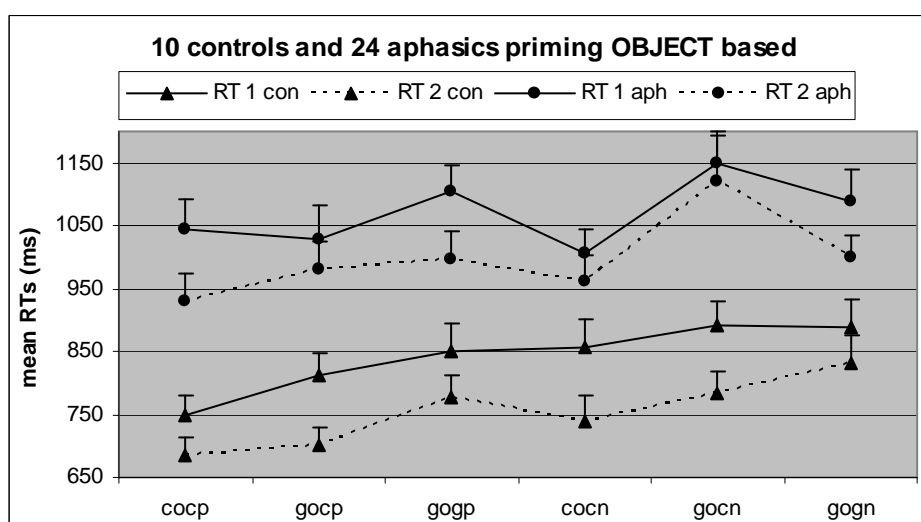 10 controls and 24 aphasics priming OBJECT based
RT 1 con RT 2 con RT 1 aph RT 2 aph
mean RTs (ms)
1150
1050
950
850
750
650
cocp gocp gogp cocn gocn gogn